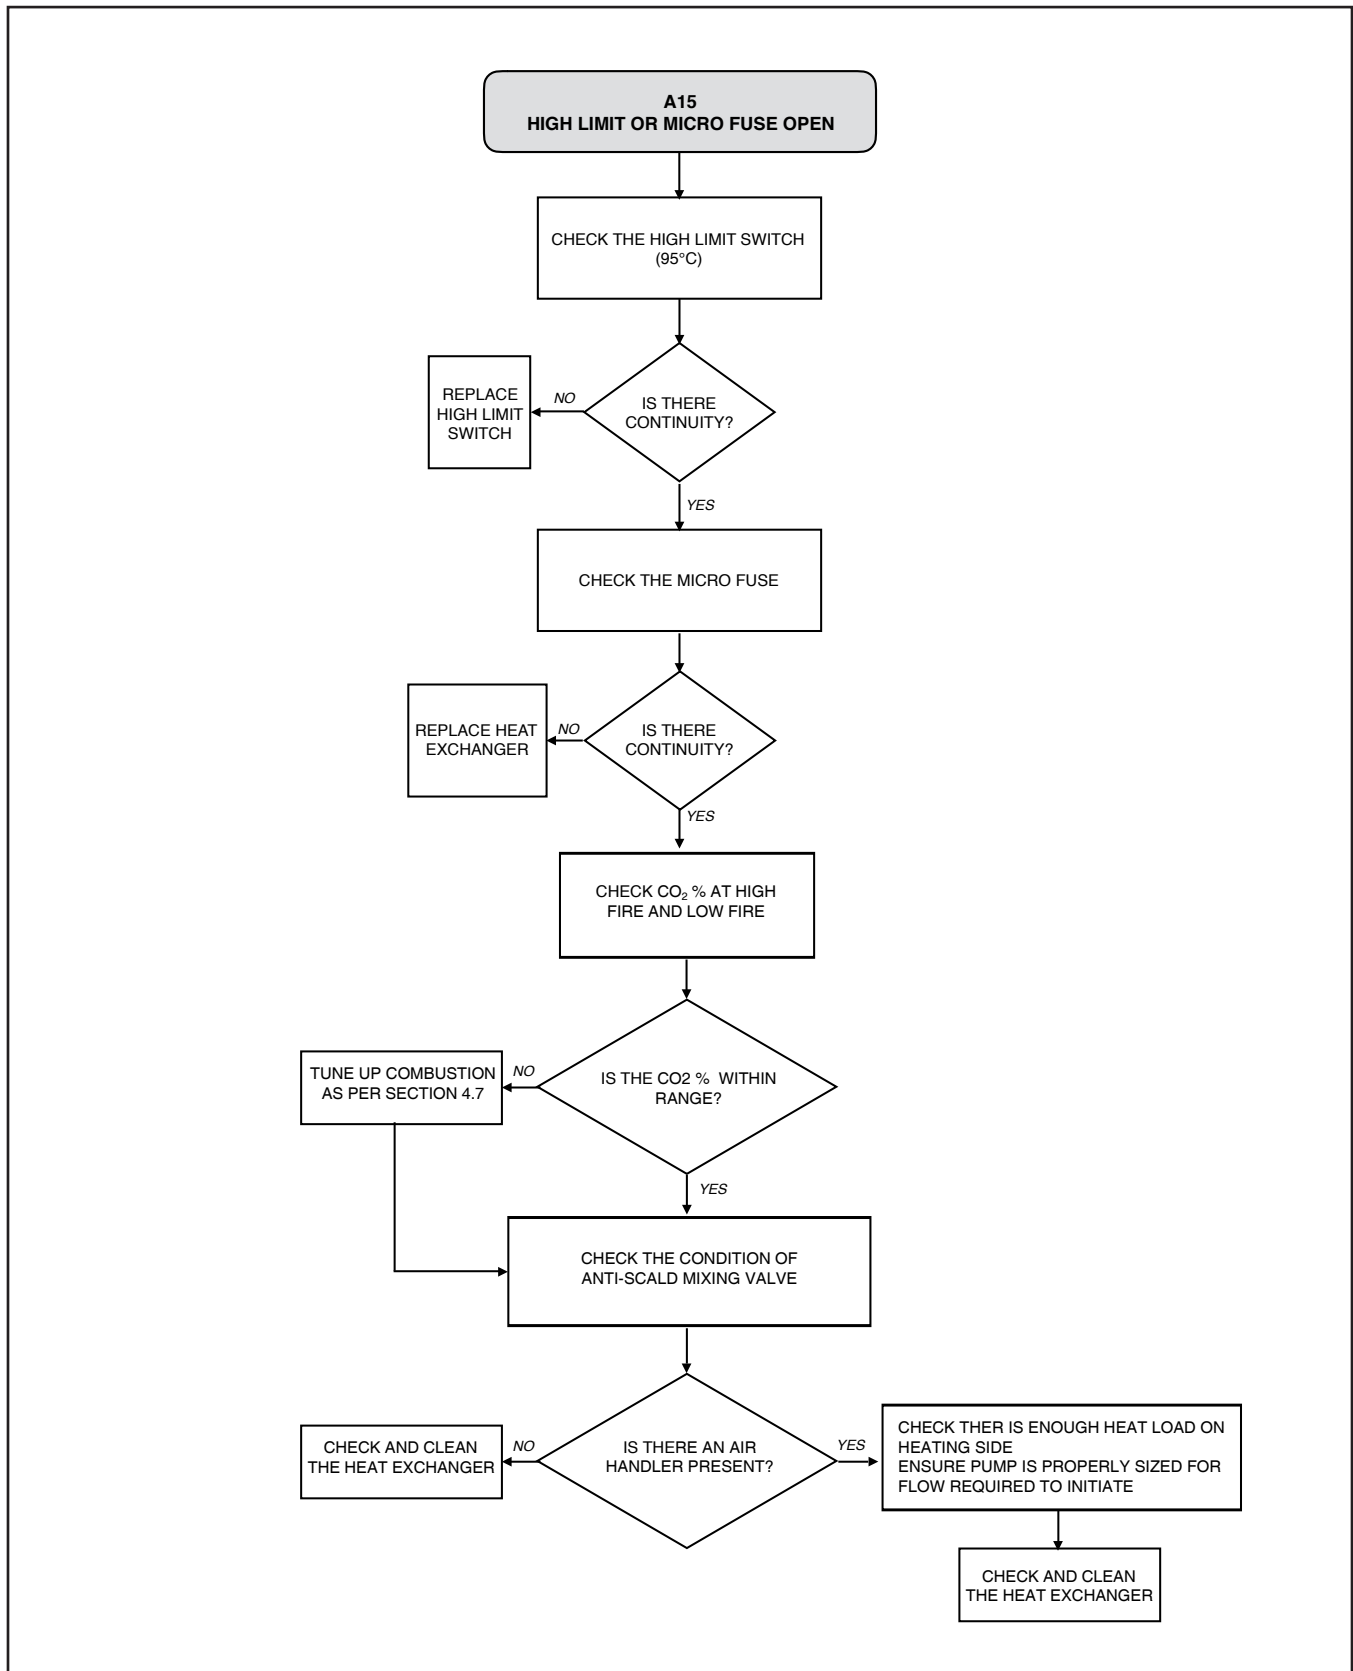 A15
HIGH LIMIT OR MICRO FUSE OPEN
CHECK THE HIGH LIMIT SWITCH
(95°C)
REPLACE
HIGH LIMIT
SWITCH
NO
IS THERE
CONTINUITY?
YES
CHECK THE MICRO FUSE
REPLACE HEAT
EXCHANGER
NO
IS THERE
CONTINUITY?
YES
CHECK CO₂ % AT HIGH
FIRE AND LOW FIRE
TUNE UP COMBUSTION
AS PER SECTION 4.7
NO
IS THE CO2 % WITHIN
RANGE?
YES
CHECK THE CONDITION OF
ANTI-SCALD MIXING VALVE
CHECK AND CLEAN
THE HEAT EXCHANGER
NO
IS THERE AN AIR
HANDLER PRESENT?
YES
CHECK THER IS ENOUGH HEAT LOAD ON
HEATING SIDE
ENSURE PUMP IS PROPERLY SIZED FOR
FLOW REQUIRED TO INITIATE
CHECK AND CLEAN
THE HEAT EXCHANGER